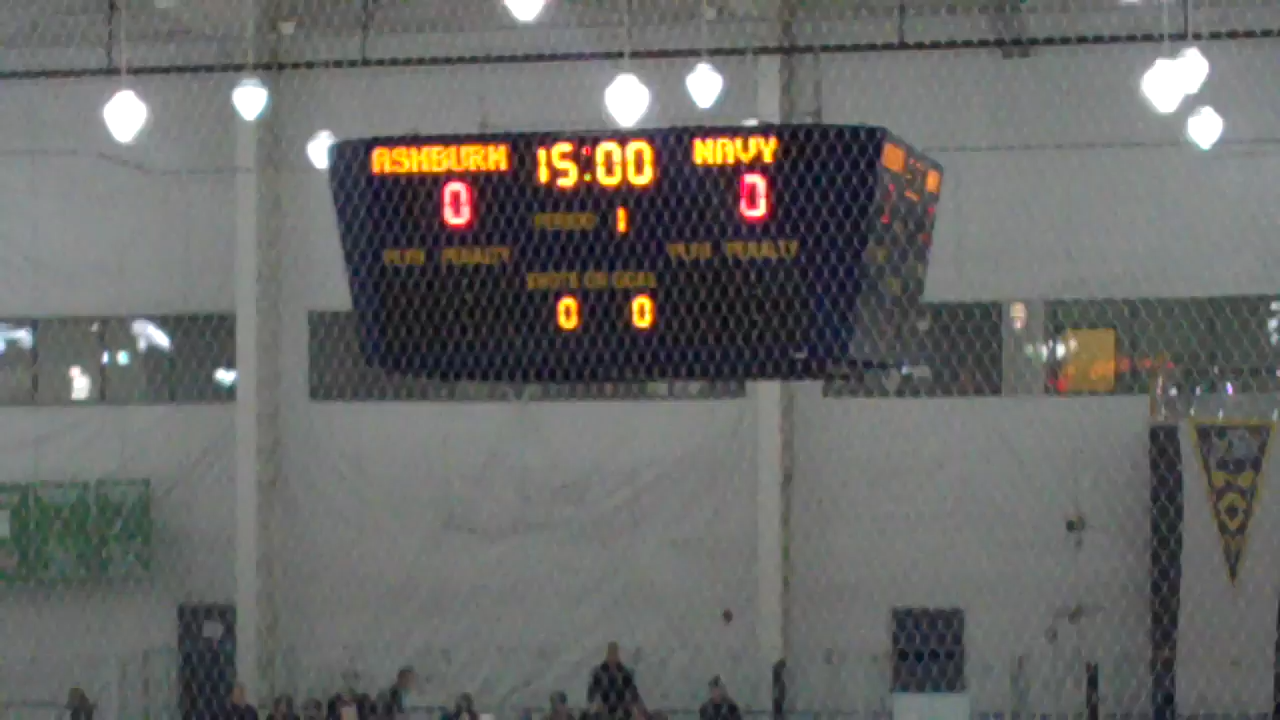 ASHBURN 15:00 NAVY
0 PERIOD 1 0
PLYR PENALTY PLYR PENALTY
SHOTS ON GOAL
0 0